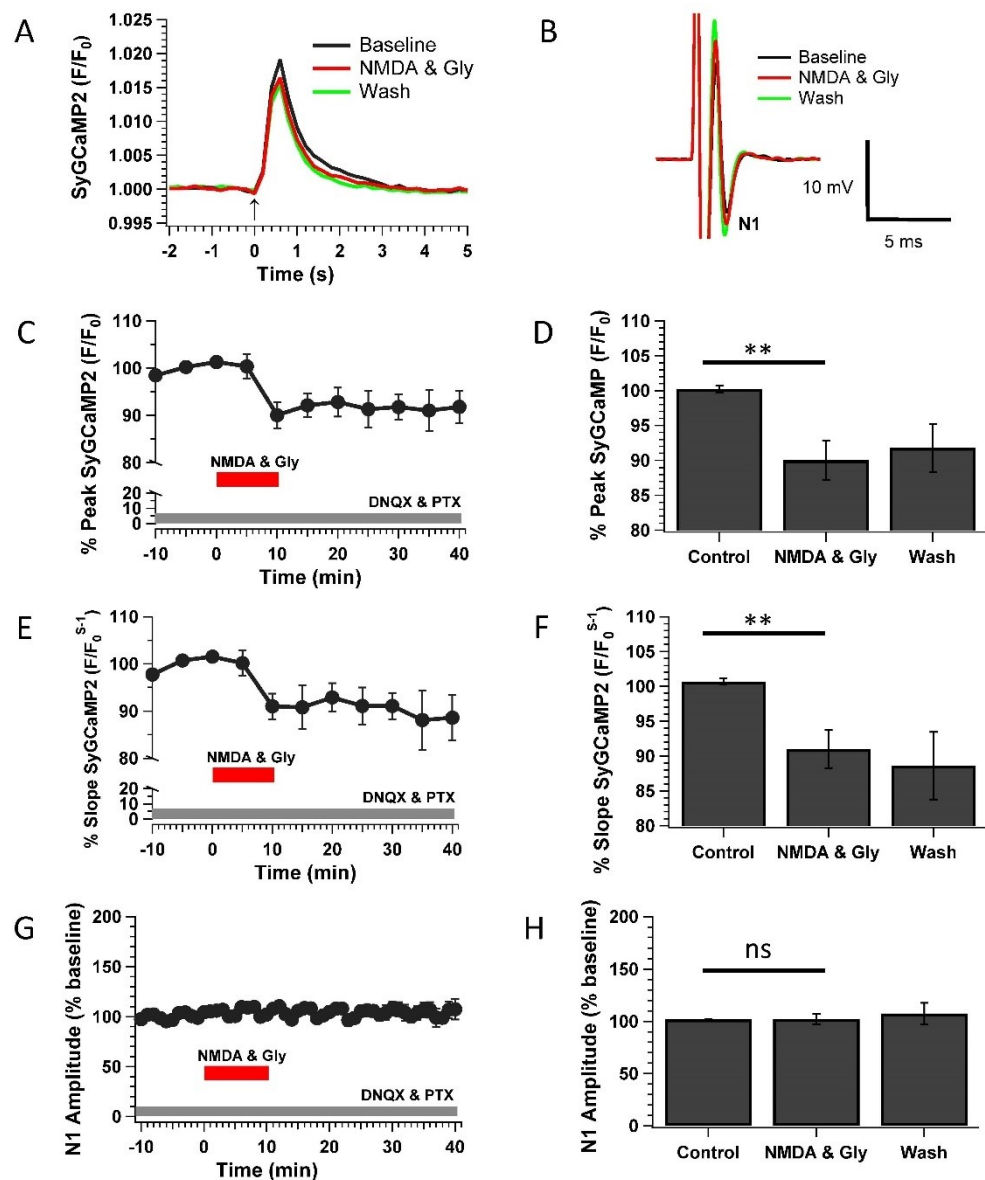 A
SyGCaMP2 (F/F0)
1.025
1.020
1.015
1.010
1.005
1.000
0.995
Baseline
NMDA & Gly
Wash
-2 -1 0 1 2 3 4 5
Time (s)
B
Baseline
NMDA & Gly
Wash
N1
10 mV
5 ms
C
% Peak SyGCaMP2 (F/F0)
110
100
90
80
20
10
0
NMDA & Gly
DNQX & PTX
-10 0 10 20 30 40
Time (min)
D
% Peak SyGCaMP (F/F0)
110
105
100
95
90
85
80
**
Control NMDA & Gly Wash
E
% Slope SyGCaMP2 (F/F0 S-1)
110
100
90
80
20
10
0
NMDA & Gly
DNQX & PTX
-10 0 10 20 30 40
Time (min)
F
% Slope SyGCaMP2 (F/F0 S-1)
110
105
100
95
90
85
80
**
Control NMDA & Gly Wash
G
N1 Amplitude (% baseline)
200
150
100
50
0
NMDA & Gly
DNQX & PTX
-10 0 10 20 30 40
Time (min)
H
N1 Amplitude (% baseline)
200
150
100
50
0
ns
Control NMDA & Gly Wash